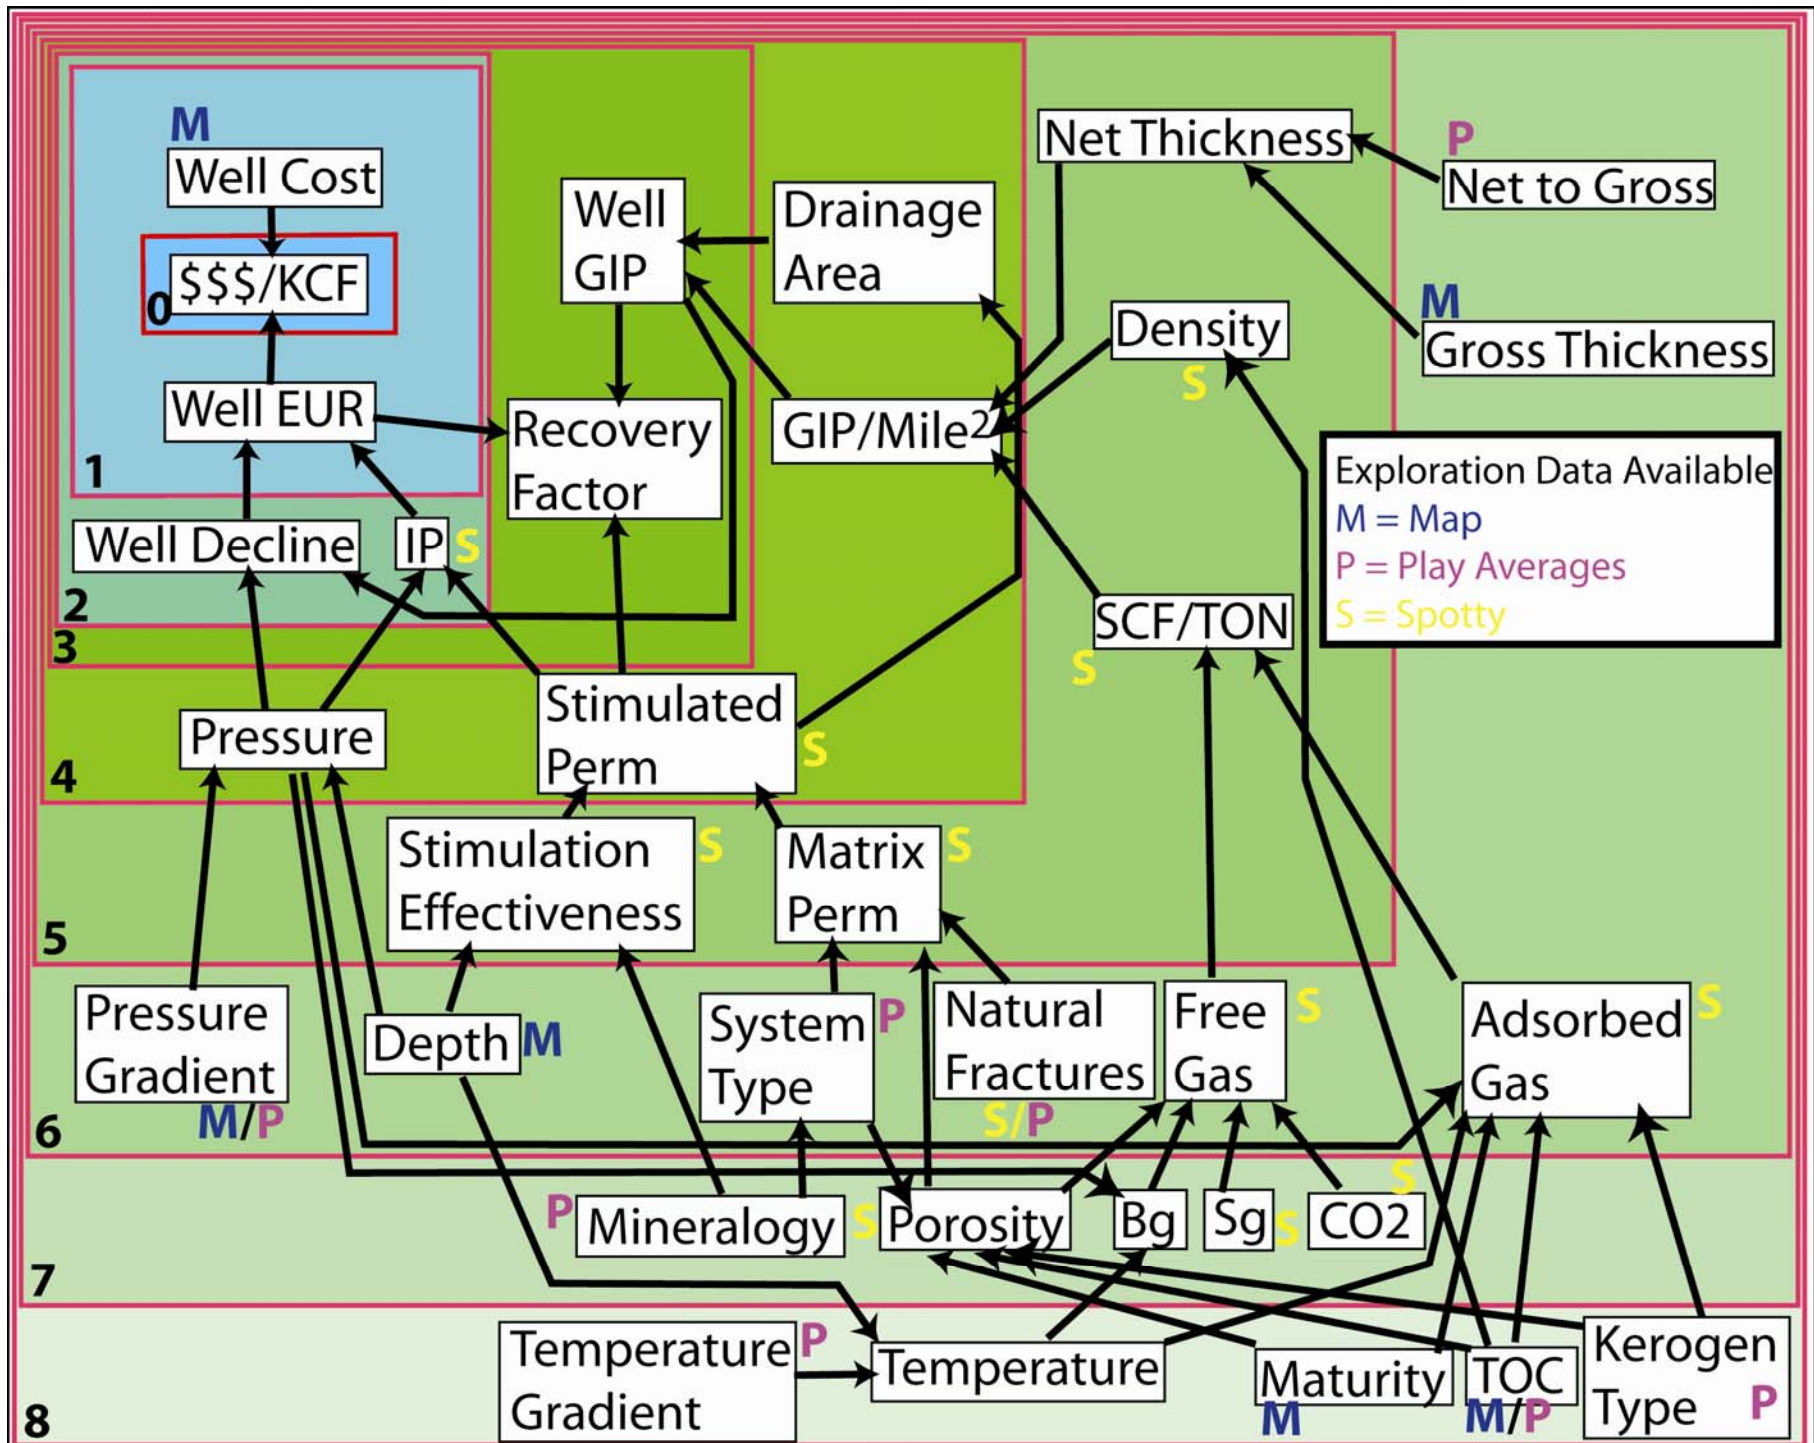 M
Well Cost
$$$/KCF
0
Well EUR
1
Well Decline
IP
S
2
3
Well
GIP
Drainage
Area
Recovery
Factor
GIP/Mile2
Net Thickness
P
Net to Gross
M
Gross Thickness
Density
S
Exploration Data Available
M = Map
P = Play Averages
S = Spotty
SCF/TON
S
Pressure
Stimulated
Perm
S
4
Stimulation
Effectiveness
S
Matrix
Perm
S
5
Pressure
Gradient
M/P
Depth
M
System
Type
P
Natural
Fractures
S/P
Free
Gas
S
Adsorbed
Gas
S
6
P
Mineralogy
S
Porosity
Bg
Sg
S
CO2
S
7
Temperature
Gradient
P
Temperature
Maturity
M
TOC
M/P
Kerogen
Type
P
8